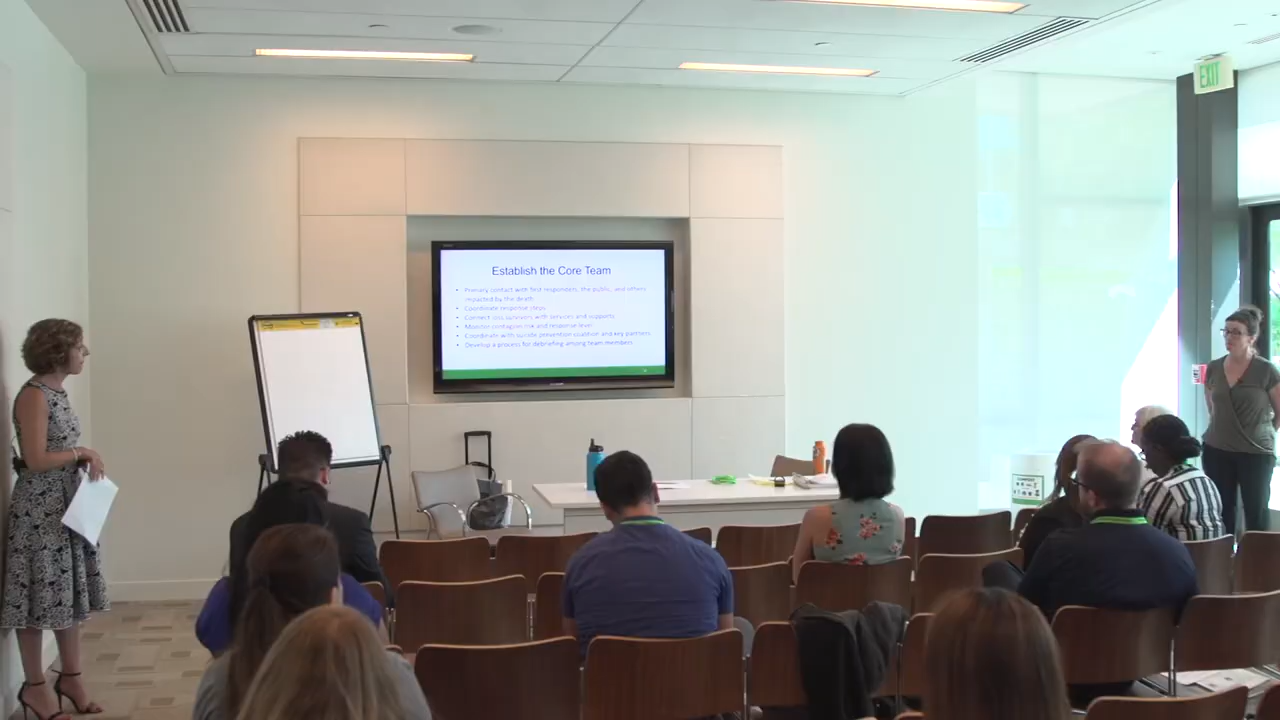 EXIT
Establish the Core Team
• Primary contact with first responders, the public, and others
impacted by the death
• Coordinate response steps
• Connect loss survivors with services and supports
• Monitor contagion risk and response level
• Coordinate with suicide prevention coalition and key partners
• Develop a process for debriefing among team members
COMPOST